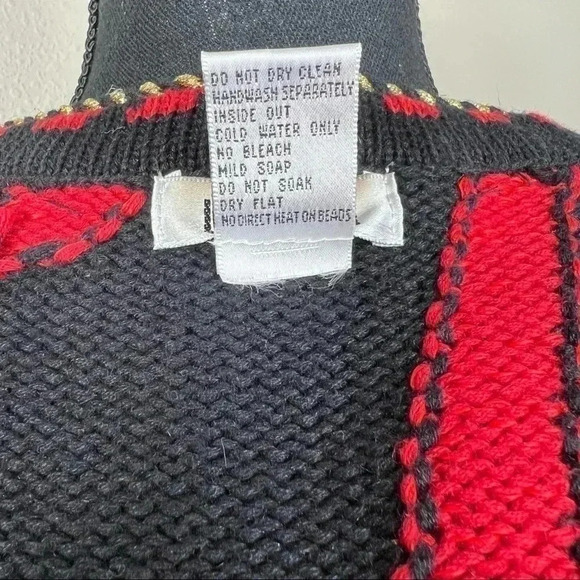 DO NOT DRY CLEAN
HANDWASH SEPARATELY
INSIDE OUT
COLD WATER ONLY
NO BLEACH
MILD SOAP
DO NOT SOAK
DRY FLAT
NO DIRECT HEAT ON BEADS